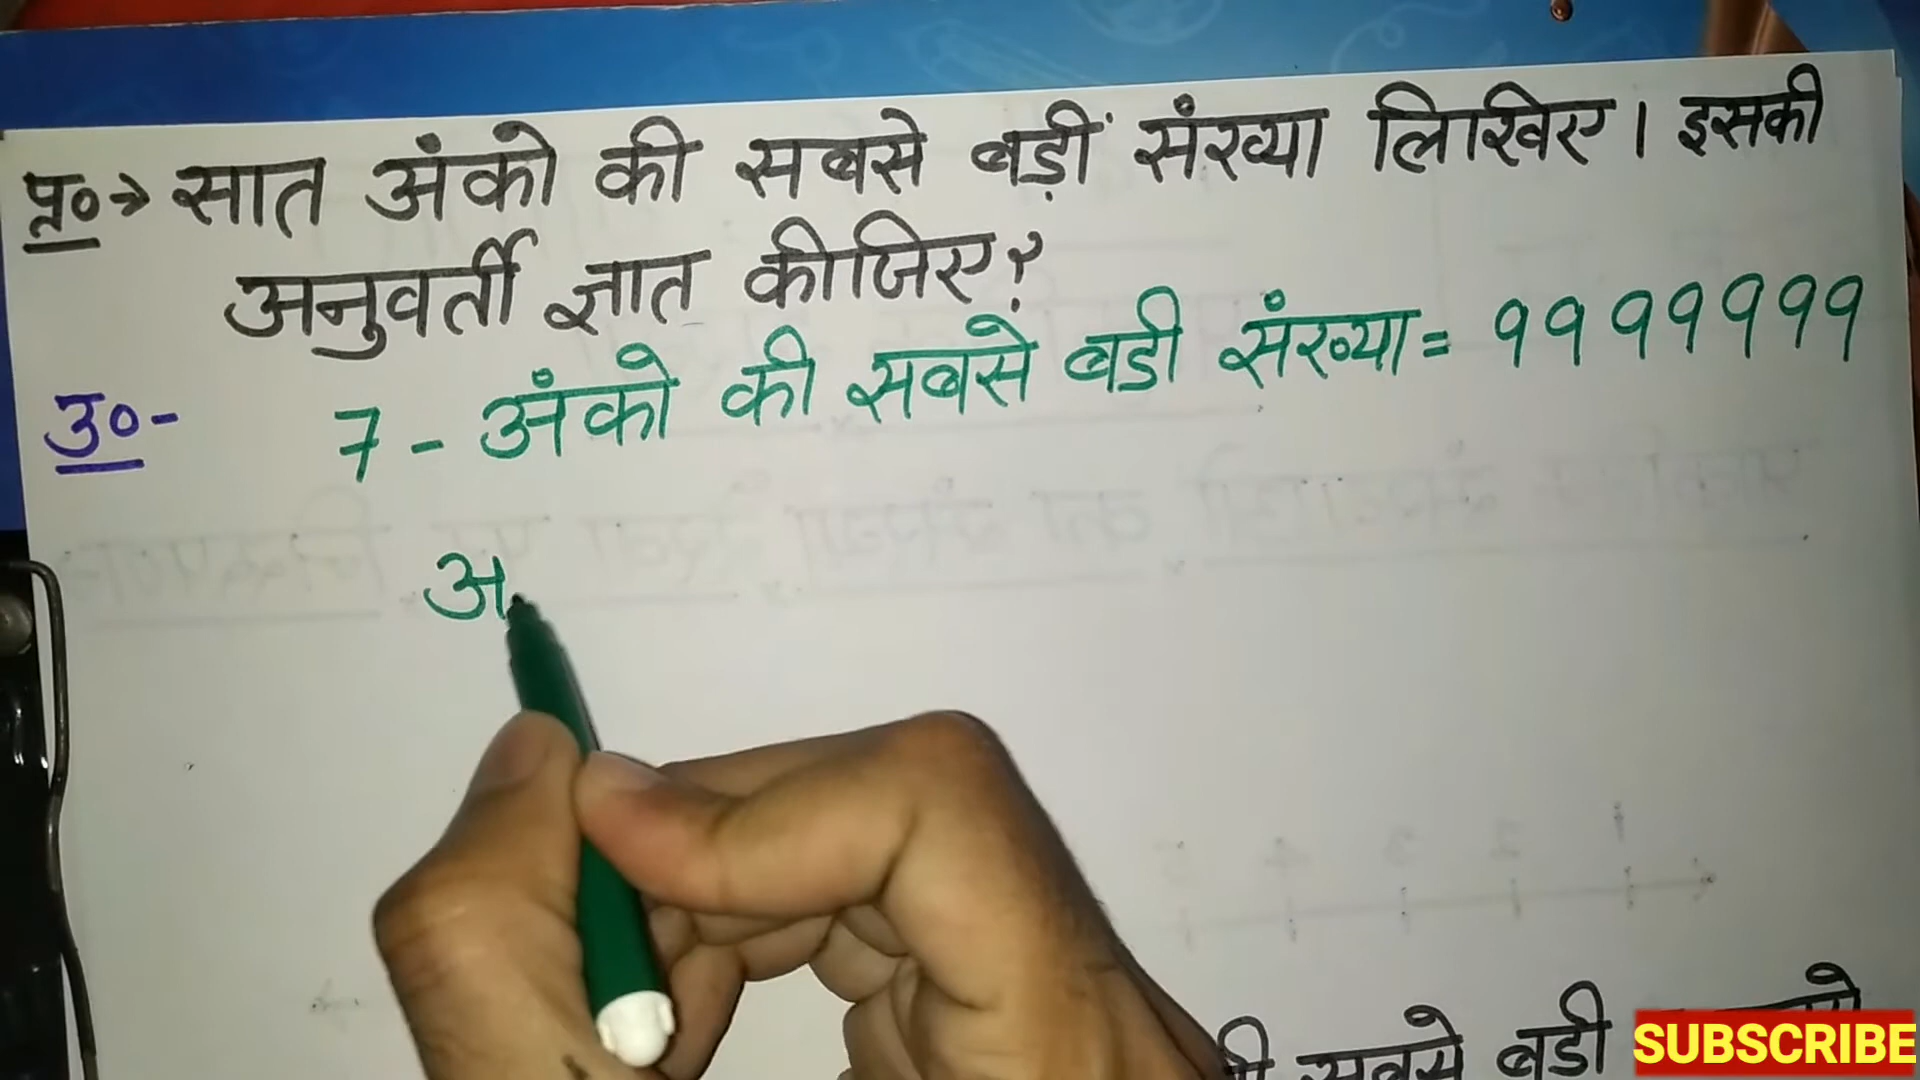 प्र०→ सात अंको की सबसे बड़ीं संख्या लिखिए। इसकी
अनुवर्ती ज्ञात कीजिए?
उ०- 7 - अंको की सबसे बडी संख्या = 9999999
अ
सबसे बडी
SUBSCRIBE